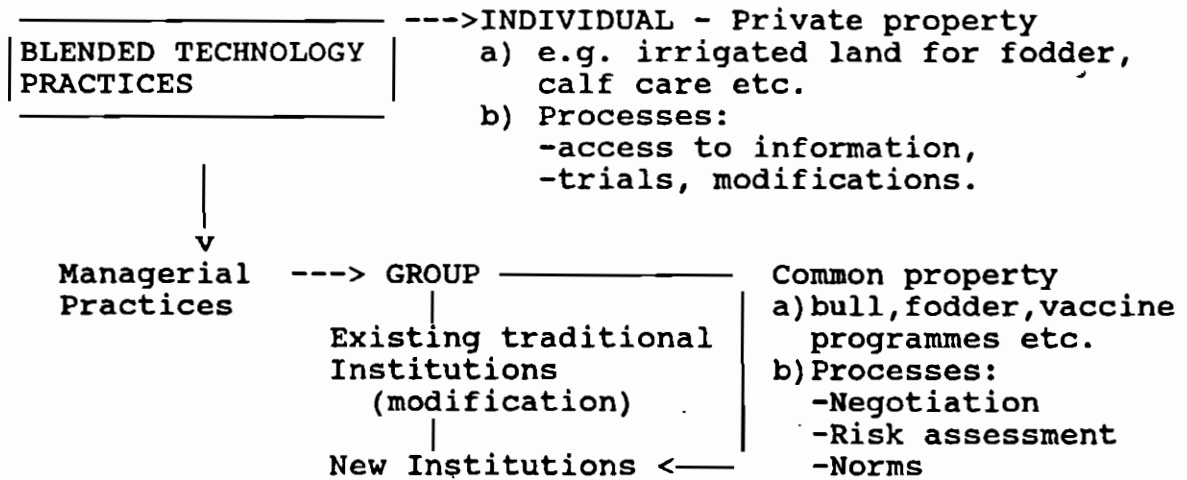 --->INDIVIDUAL - Private property
BLENDED TECHNOLOGY
PRACTICES
a) e.g. irrigated land for fodder,
calf care etc.
b) Processes:
-access to information,
-trials, modifications.
v
Managerial ---> GROUP
Practices
Existing traditional
Institutions
(modification)
New Institutions <
Common property
a)bull,fodder,vaccine
programmes etc.
b)Processes:
-Negotiation
-Risk assessment
-Norms